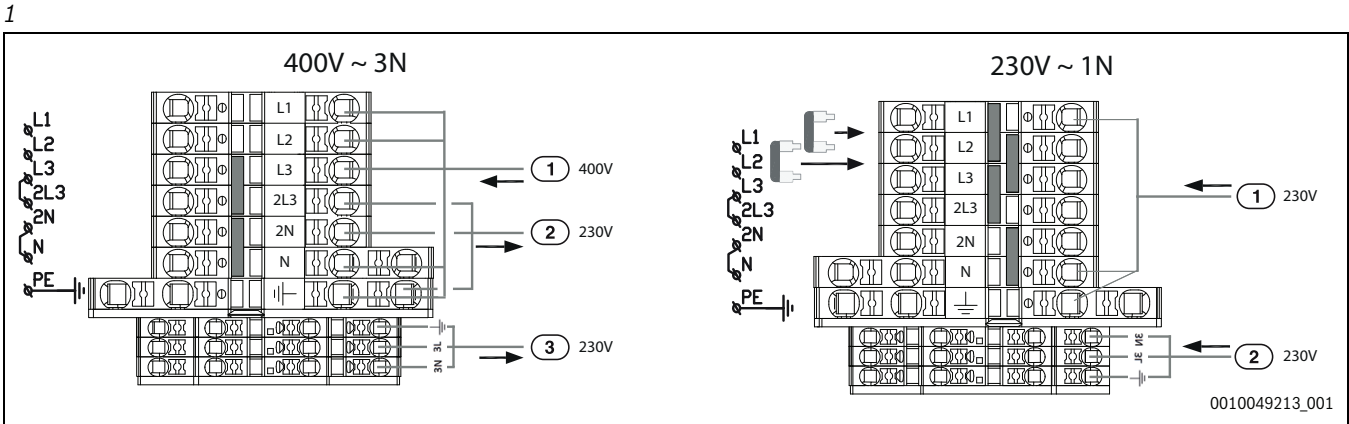 1
400V ~ 3N
L1
L2
L3
2L3
2N
N
PE
L1
L2
L3
2L3
2N
N
1 400V
2 230V
3L
3N
3 230V
230V ~ 1N
L1
L2
L3
2L3
2N
N
PE
L1
L2
L3
2L3
2N
N
1 230V
3N
3L
2 230V
0010049213_001